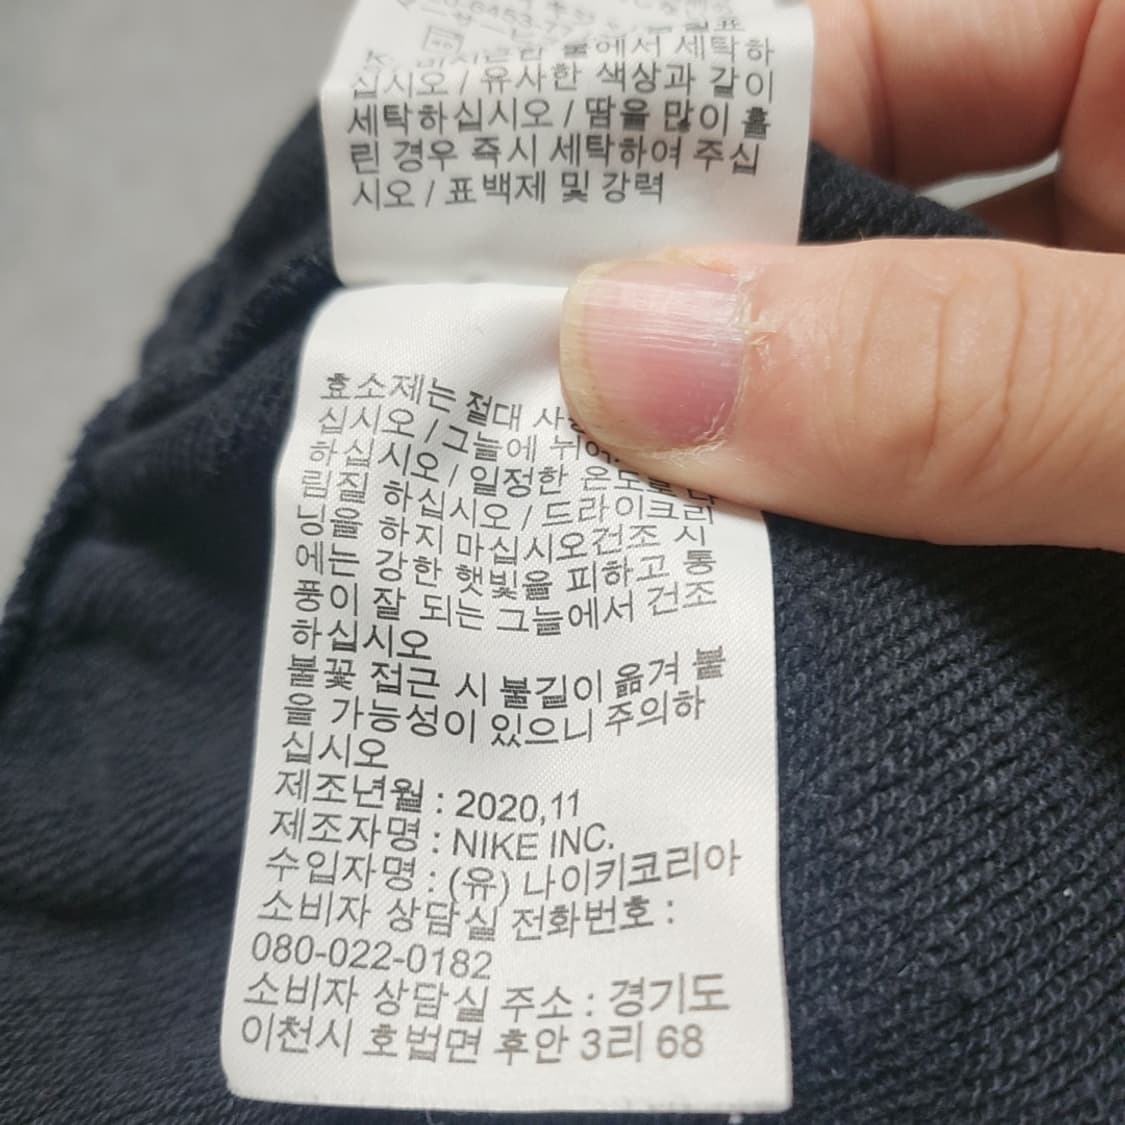 물에서 세탁하
십시오 / 유사한 색상과 같이
세탁하십시오 / 땀을 많이 흘
린 경우 즉시 세탁하여 주십
시오 / 표백제 및 강력
효소제는 절대
십시오 / 그늘에
하십시오 / 일정한 온도로
림질 하십시오 / 드라이크리
닝을 하지 마십시오건조 시
에는 강한 햇빛을 피하고 통
풍이 잘 되는 그늘에서 건조
하십시오
불꽃 접근 시 불길이 옮겨 붙
을 가능성이 있으니 주의하
십시오
제조년월 : 2020,11
제조자명 : NIKE INC.
수입자명 : (유) 나이키코리아
소비자 상담실 전화번호 :
080-022-0182
소비자 상담실 주소 : 경기도
이천시 호법면 후안 3리 68